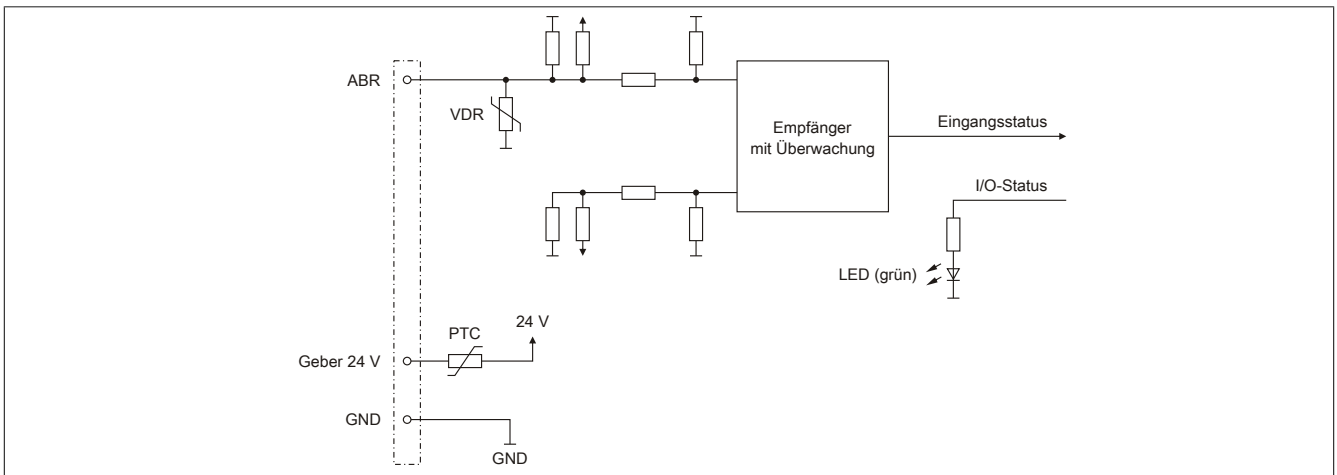 ABR
VDR
Empfänger
mit Überwachung
Eingangsstatus
I/O-Status
LED (grün)
24 V
PTC
Geber 24 V
GND
GND